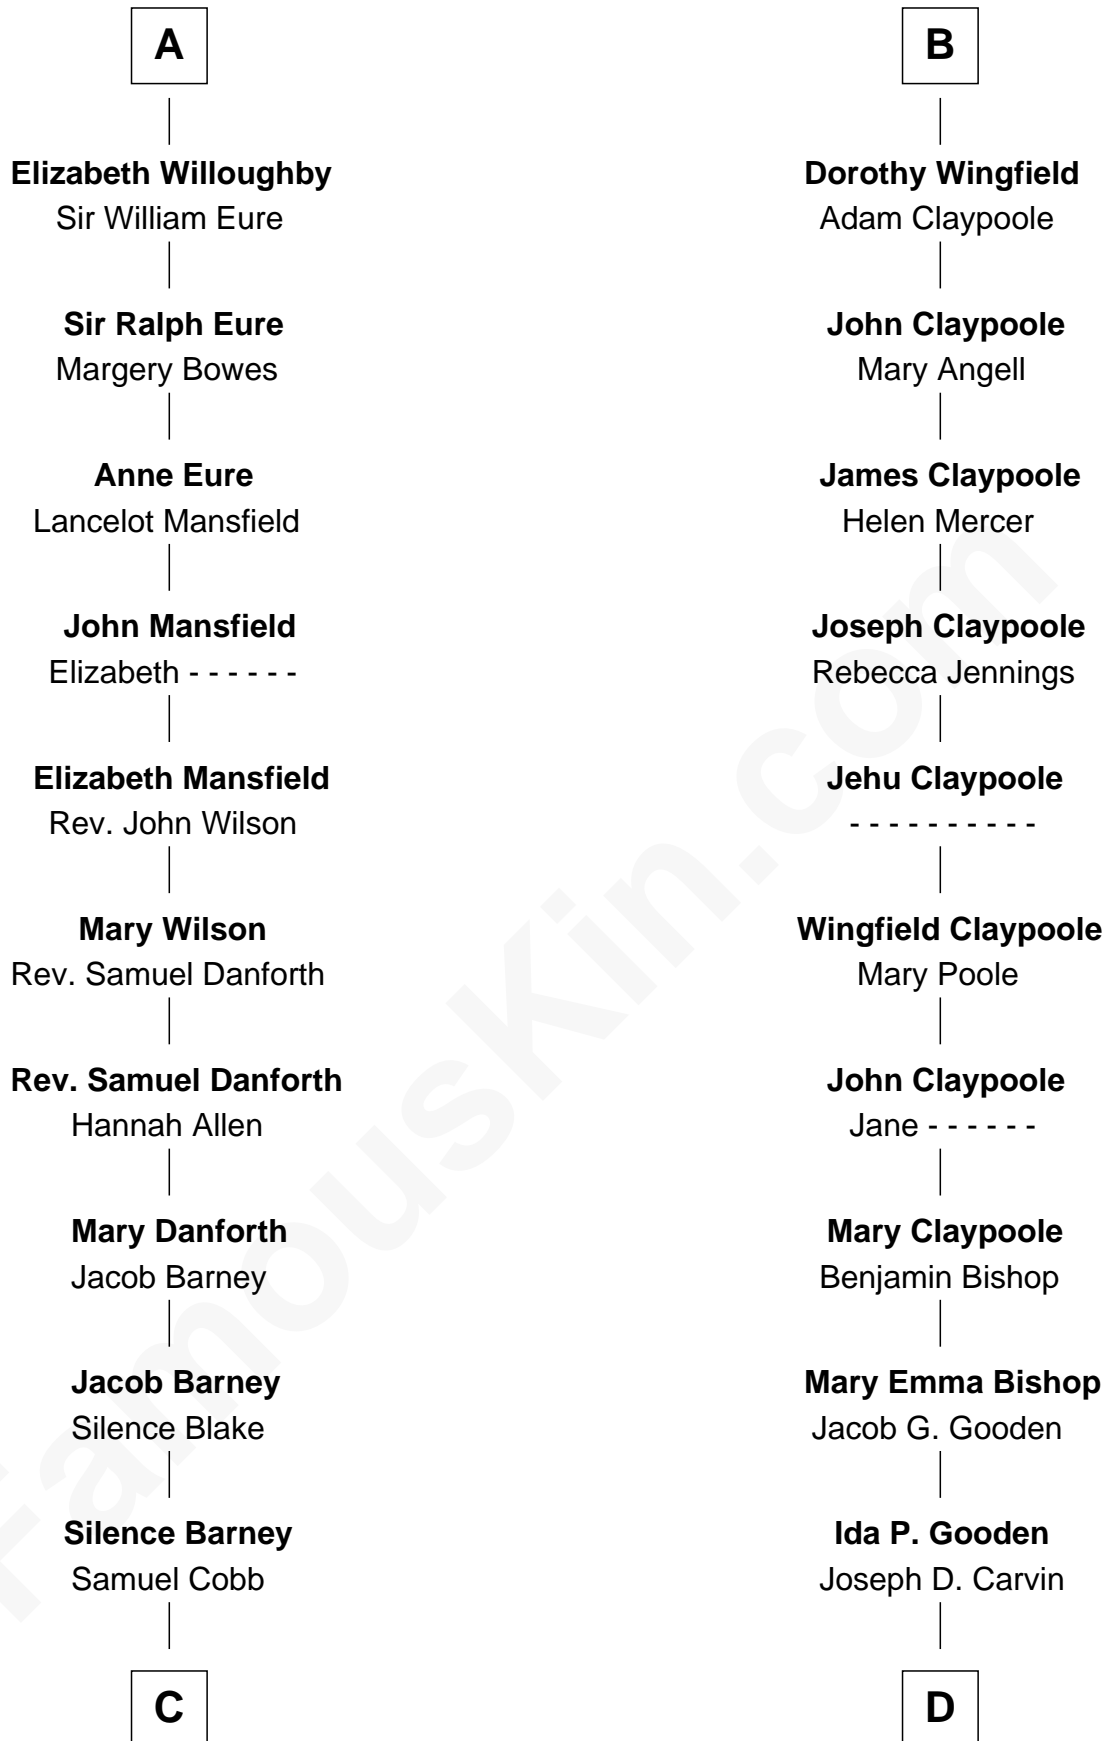 A
Elizabeth Willoughby
Sir William Eure
Sir Ralph Eure
Margery Bowes
Anne Eure
Lancelot Mansfield
John Mansfield
Elizabeth - - - - - -
Elizabeth Mansfield
Rev. John Wilson
Mary Wilson
Rev. Samuel Danforth
Rev. Samuel Danforth
Hannah Allen
Mary Danforth
Jacob Barney
Jacob Barney
Silence Blake
Silence Barney
Samuel Cobb
C
B
Dorothy Wingfield
Adam Claypoole
John Claypoole
Mary Angell
James Claypoole
Helen Mercer
Joseph Claypoole
Rebecca Jennings
Jehu Claypoole
- - - - - - - - - -
Wingfield Claypoole
Mary Poole
John Claypoole
Jane - - - - - -
Mary Claypoole
Benjamin Bishop
Mary Emma Bishop
Jacob G. Gooden
Ida P. Gooden
Joseph D. Carvin
D
FamousKin.com